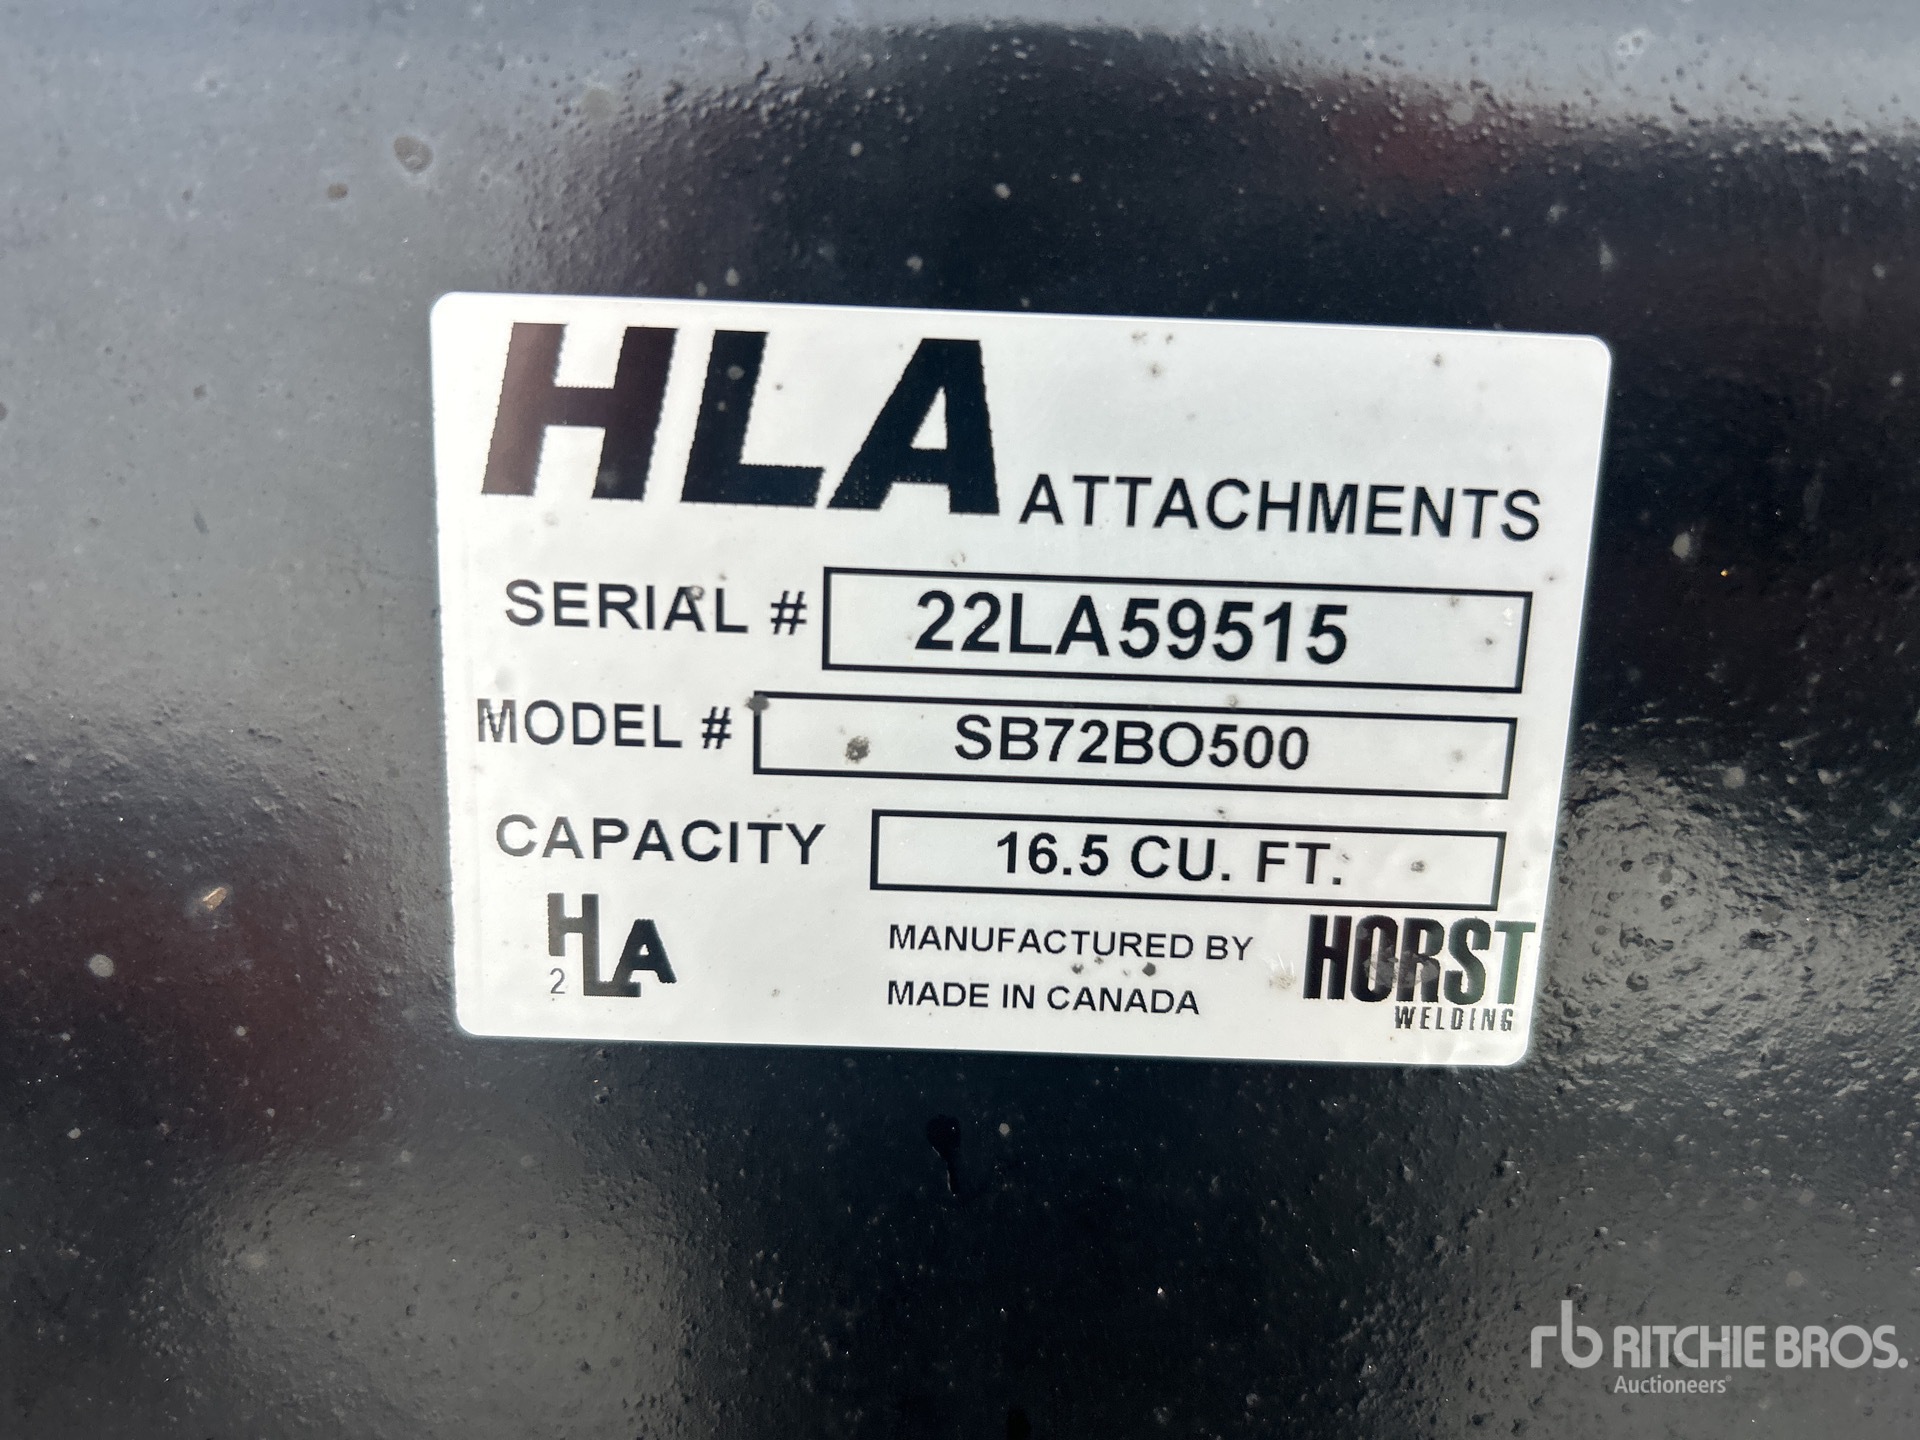 HLA ATTACHMENTS
SERIAL # 22LA59515
MODEL # SB72BO500
CAPACITY 16.5 CU. FT.
HLA
2
MANUFACTURED BY HORST
WELDING
MADE IN CANADA
rb RITCHIE BROS.
Auctioneers